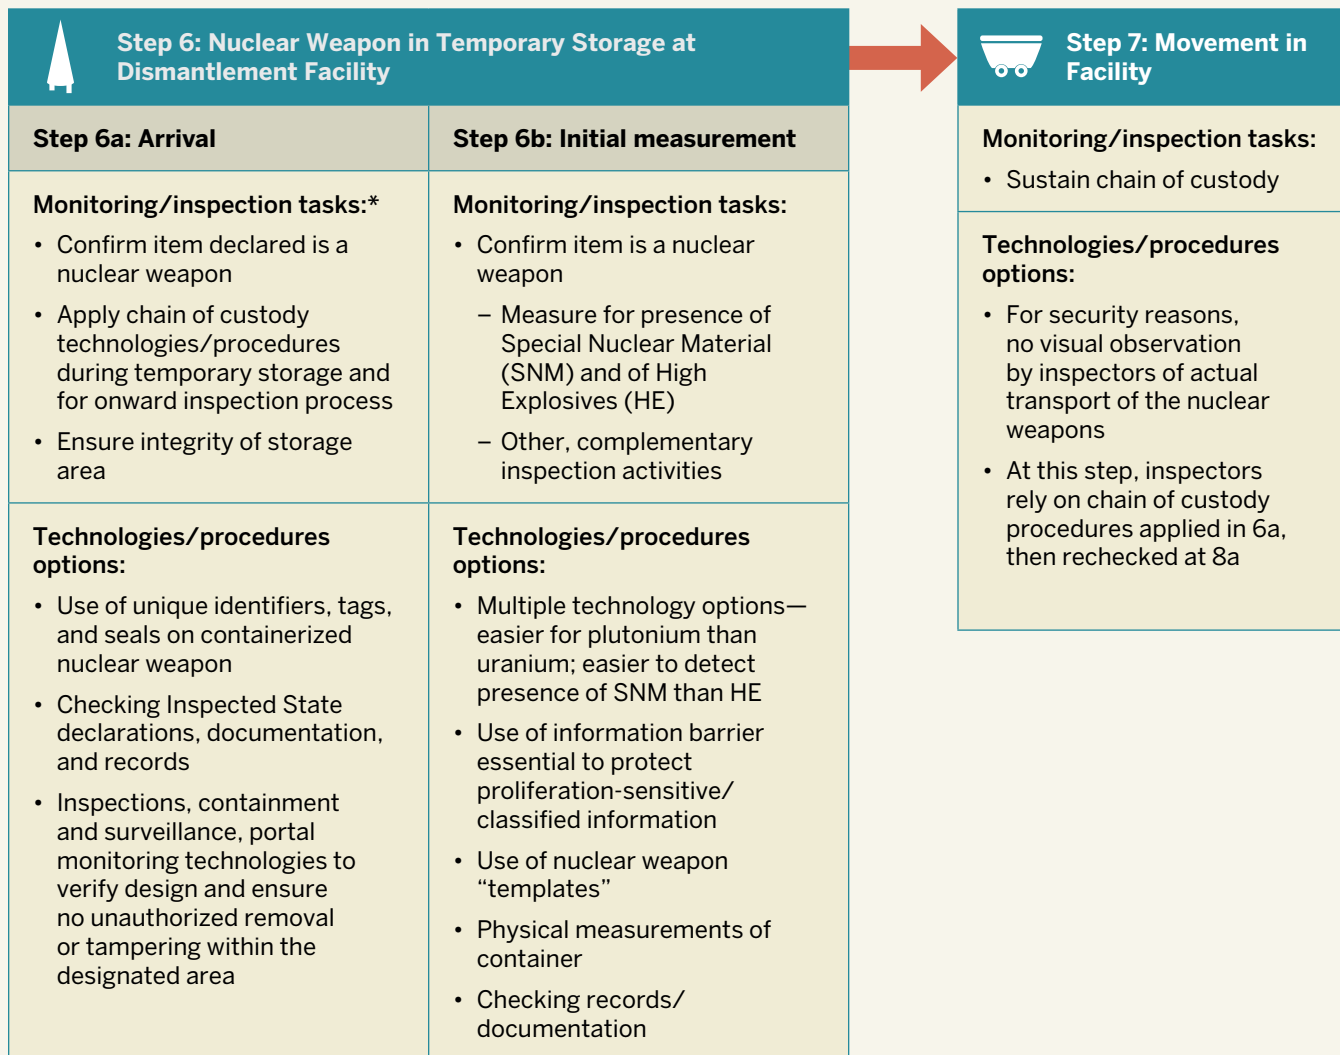 Step 6: Nuclear Weapon in Temporary Storage at
Dismantlement Facility
Step 6a: Arrival
Monitoring/inspection tasks:*
• Confirm item declared is a
nuclear weapon
• Apply chain of custody
technologies/procedures
during temporary storage and
for onward inspection process
• Ensure integrity of storage
area
Technologies/procedures
options:
• Use of unique identifiers, tags,
and seals on containerized
nuclear weapon
• Checking Inspected State
declarations, documentation,
and records
• Inspections, containment
and surveillance, portal
monitoring technologies to
verify design and ensure
no unauthorized removal
or tampering within the
designated area
Step 6b: Initial measurement
Monitoring/inspection tasks:
• Confirm item is a nuclear
weapon
– Measure for presence of
Special Nuclear Material
(SNM) and of High
Explosives (HE)
– Other, complementary
inspection activities
Technologies/procedures
options:
• Multiple technology options—
easier for plutonium than
uranium; easier to detect
presence of SNM than HE
• Use of information barrier
essential to protect
proliferation-sensitive/
classified information
• Use of nuclear weapon
“templates”
• Physical measurements of
container
• Checking records/
documentation
Step 7: Movement in
Facility
Monitoring/inspection tasks:
• Sustain chain of custody
Technologies/procedures
options:
• For security reasons,
no visual observation
by inspectors of actual
transport of the nuclear
weapons
• At this step, inspectors
rely on chain of custody
procedures applied in 6a,
then rechecked at 8a